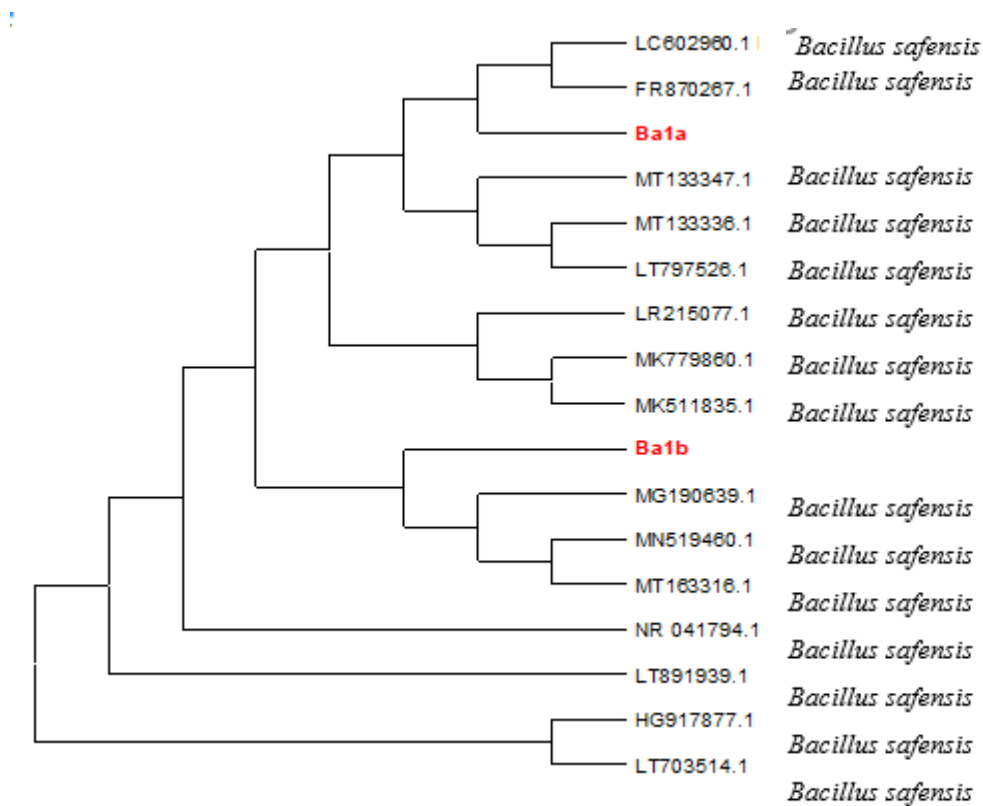 LC602960.1 Bacillus safensis
FR870267.1 Bacillus safensis
Ba1a
MT133347.1 Bacillus safensis
MT133336.1 Bacillus safensis
LT797526.1 Bacillus safensis
LR215077.1 Bacillus safensis
MK779860.1 Bacillus safensis
MK511835.1 Bacillus safensis
Ba1b
MG190639.1 Bacillus safensis
MN519460.1 Bacillus safensis
MT163316.1 Bacillus safensis
NR 041794.1 Bacillus safensis
LT891939.1 Bacillus safensis
HG917877.1 Bacillus safensis
LT703514.1 Bacillus safensis